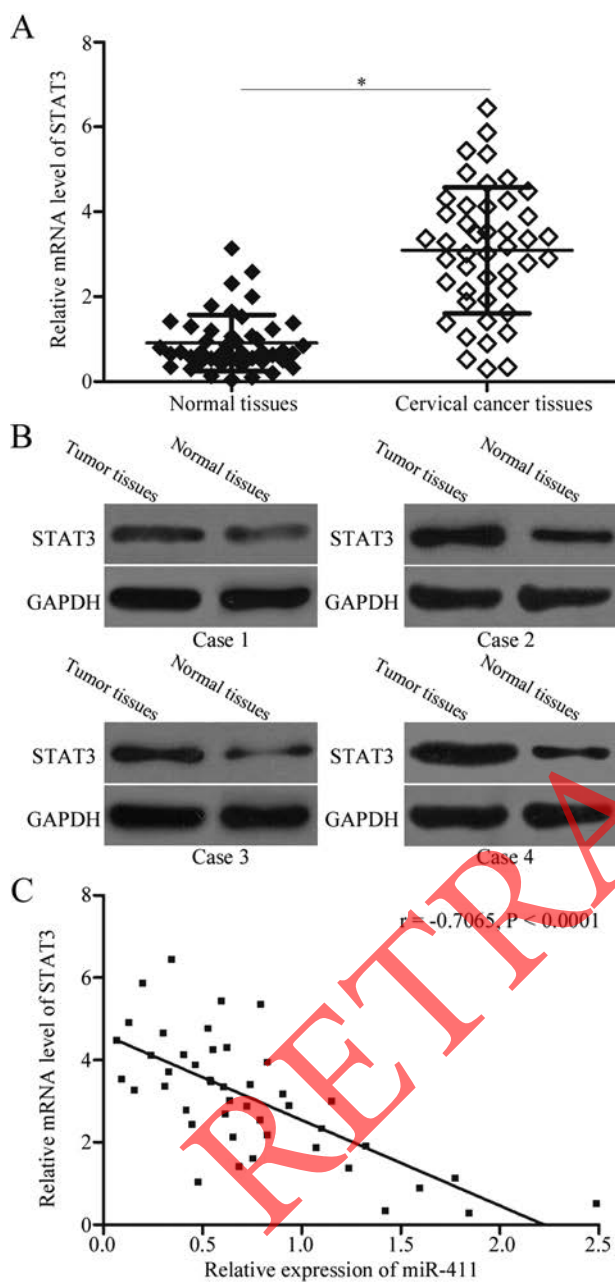 A
Relative mRNA level of STAT3
8
6
4
2
0
*
Normal tissues
Cervical cancer tissues
B
Tumor tissues
Normal tissues
STAT3
GAPDH
Case 1
Tumor tissues
Normal tissues
STAT3
GAPDH
Case 2
Tumor tissues
Normal tissues
STAT3
GAPDH
Case 3
Tumor tissues
Normal tissues
STAT3
GAPDH
Case 4
C
Relative mRNA level of STAT3
8
6
4
2
0
r = -0.7065, P < 0.0001
0.0 0.5 1.0 1.5 2.0 2.5
Relative expression of miR-411
RETRA